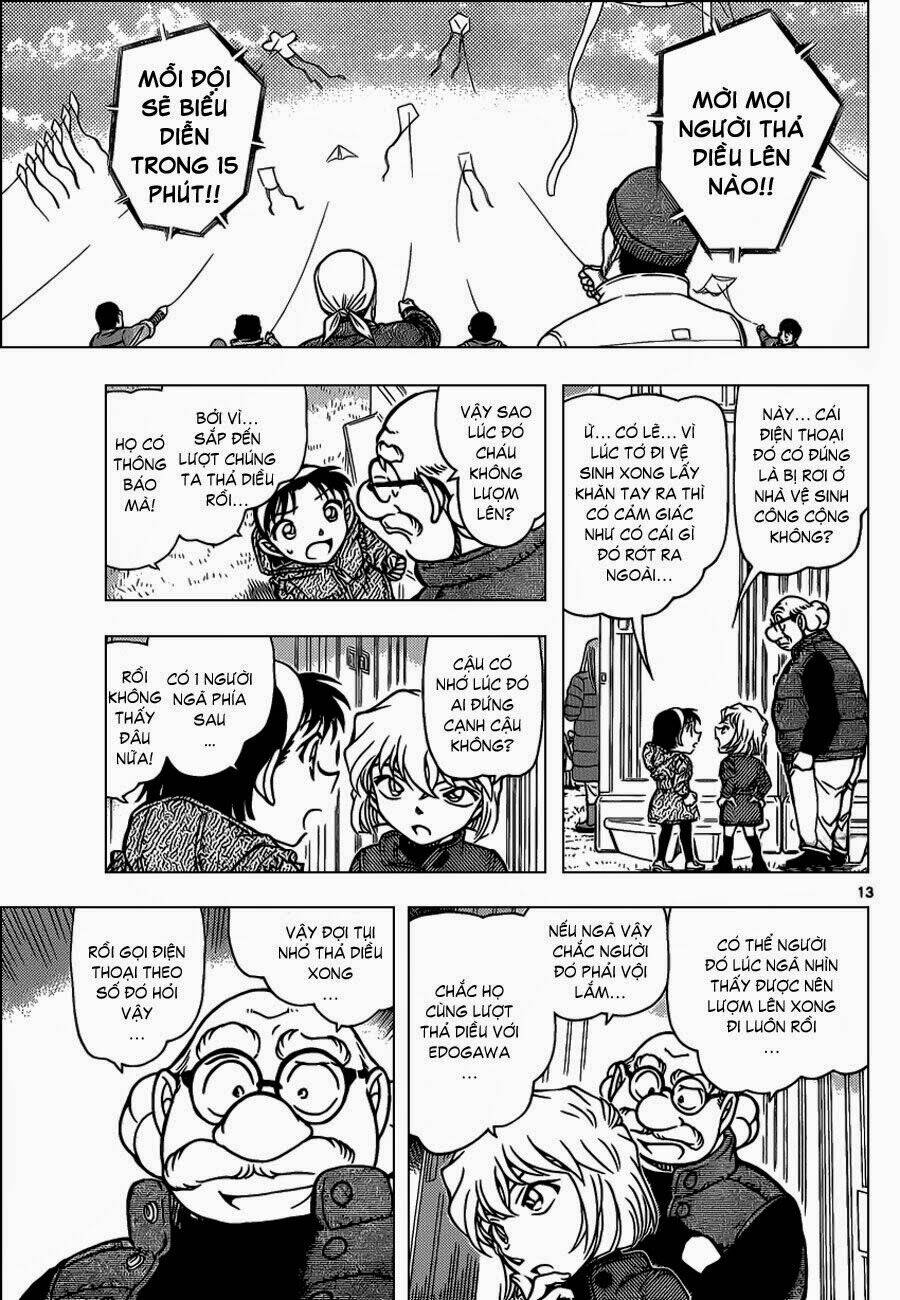 MỜI MỌI
NGƯỜI THẢ
DIỀU LÊN
NÀO!!
MỖI ĐỘI
SẼ BIỂU
DIỄN
TRONG 15
PHÚT!!
NÀY... CÁI
ĐIỆN THOẠI
ĐÓ CÓ ĐÚNG
LÀ BỊ RƠI Ở
NHÀ VỆ SINH
CÔNG CỘNG
KHÔNG?
Ừ... CÓ LẼ... VÌ
LÚC TỚ ĐI VỆ
SINH XONG LẤY
KHĂN TAY RA THÌ
CÓ CẢM GIÁC
NHƯ CÓ CÁI GÌ
ĐÓ RỚT RA
NGOÀI...
VẬY SAO
LÚC ĐÓ
CHÁU
KHÔNG
LƯỢM
LÊN?
BỞI VÌ...
SẮP ĐẾN
LƯỢT CHÚNG
TA THẢ DIỀU
RỒI...
HỌ CÓ
THÔNG
BÁO
MÀ!
CẬU CÓ
NHỚ LÚC ĐÓ
AI ĐỨNG
CẠNH CẬU
KHÔNG?
CÓ 1 NGƯỜI
NGÃ PHÍA
SAU
...
RỒI
KHÔNG
THẤY
ĐÂU
NỮA!
13
CÓ THỂ NGƯỜI
ĐÓ LÚC NGÃ NHÌN
THẤY ĐƯỢC NÊN
LƯỢM LÊN XONG
ĐI LUÔN RỒI
...
NẾU NGÃ VẬY
CHẮC NGƯỜI
ĐÓ PHẢI VỘI
LẮM...
CHẮC HỌ
CÙNG LƯỢT
THẢ DIỀU VỚI
EDOGAWA
...
VẬY ĐỢI TỤI
NHÓ THẢ DIỀU
XONG
...
RỒI GỌI ĐIỆN
THOẠI THEO
SỐ ĐÓ HỎI
VẬY
...